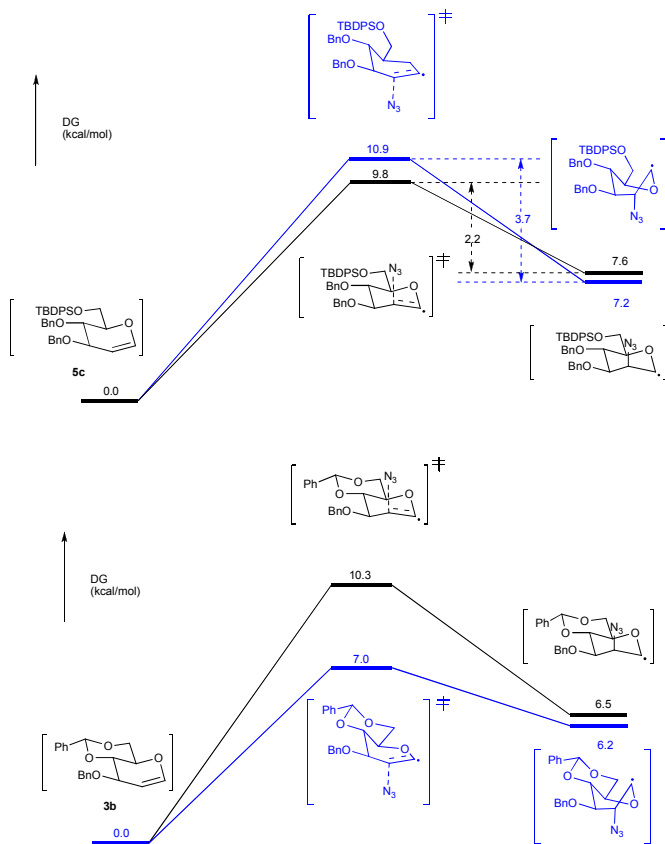 TBDPSO
BnO
BnO
N3
‡
DG
(kcal/mol)
10.9
9.8
TBDPSO
BnO
BnO
N3
3.7
2.2
N3
TBDPSO
O
BnO
BnO
‡
7.6
7.2
TBDPSO
BnO
O
BnO
5c
0.0
TBDPSO
N3
O
BnO
BnO
N3
‡
Ph
O
O
O
BnO
DG
(kcal/mol)
10.3
7.0
Ph
O
O
N3
O
BnO
6.5
6.2
Ph
O
O
O
BnO
3b
0.0
Ph
O
O
O
BnO
N3
‡
Ph
O
O
BnO
O
N3